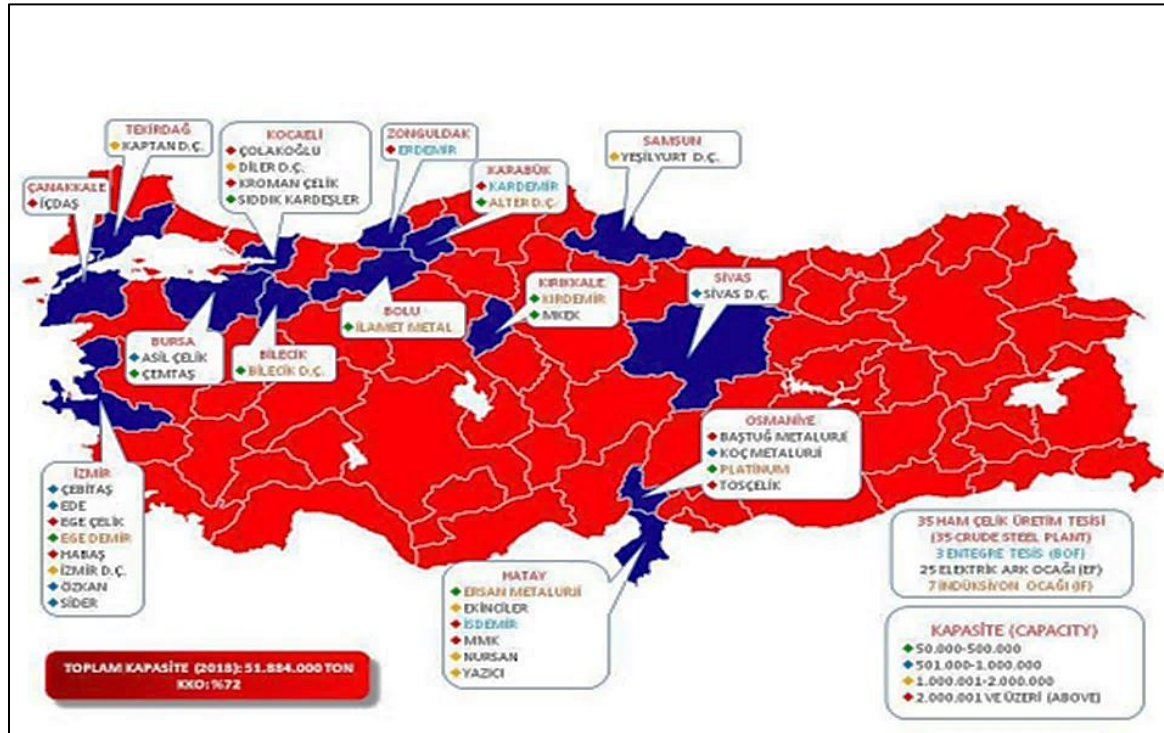 TEKİRDAĞ
KAPTAN D.Ç.
KOCAELİ
ÇOLAKOĞLU
DİLER D.Ç.
KROMAN ÇELİK
SIDDIK KARDEŞLER
ZONGULDAK
ERDEMİR
SAMSUN
YEŞİLYURT D.Ç.
KARABÜK
KARDEMİR
ALTER D.Ç.
ÇANAKKALE
İÇDAŞ
KIRIKKALE
KIRDEMİR
MKEK
SİVAS
SİVAS D.Ç.
BOLU
İLAMET METAL
BURSA
ASİL ÇELİK
ÇEMTAŞ
BİLECİK
BİLECİK D.Ç.
OSMANİYE
BAŞTUĞ METALURJİ
KOÇ METALURJİ
PLATİNUM
TOSÇELİK
İZMİR
ÇEBİTAŞ
EDE
EGE ÇELİK
EGE DEMİR
HABAŞ
İZMİR D.Ç.
ÖZKAN
SİDER
HATAY
ERSAN METALURJİ
EKİNCİLER
İSDEMİR
MMK
NURSAN
YAZICI
35 HAM ÇELİK ÜRETİM TESİSİ
(35 CRUDE STEEL PLANT)
3 ENTEGRE TESİS (BOF)
25 ELEKTRİK ARK OCAĞI (EF)
7 İNDÜKSİYON OCAĞI (IF)
KAPASİTE (CAPACITY)
50.000-500.000
501.000-1.000.000
1.000.001-2.000.000
2.000.001 VE ÜZERİ (ABOVE)
TOPLAM KAPASİTE (2018): 51.884.000 TON
KKO: %72